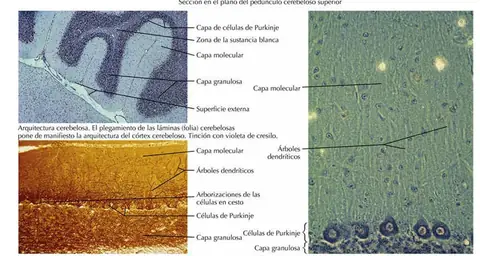 Sección en el plano del pedúnculo cerebeloso superior
Capa de células de Purkinje
Zona de la sustancia blanca
Capa molecular
Capa granulosa
Superficie externa
Arquitectura cerebelosa. El plegamiento de las láminas (folia) cerebelosas
pone de manifiesto la arquitectura del córtex cerebeloso. Tinción con violeta de cresilo.
Capa molecular
Árboles dendríticos
Arborizaciones de las
células en cesto
Células de Purkinje
Capa granulosa
Capa molecular
Árboles
dendríticos
Células de Purkinje
Capa granulosa